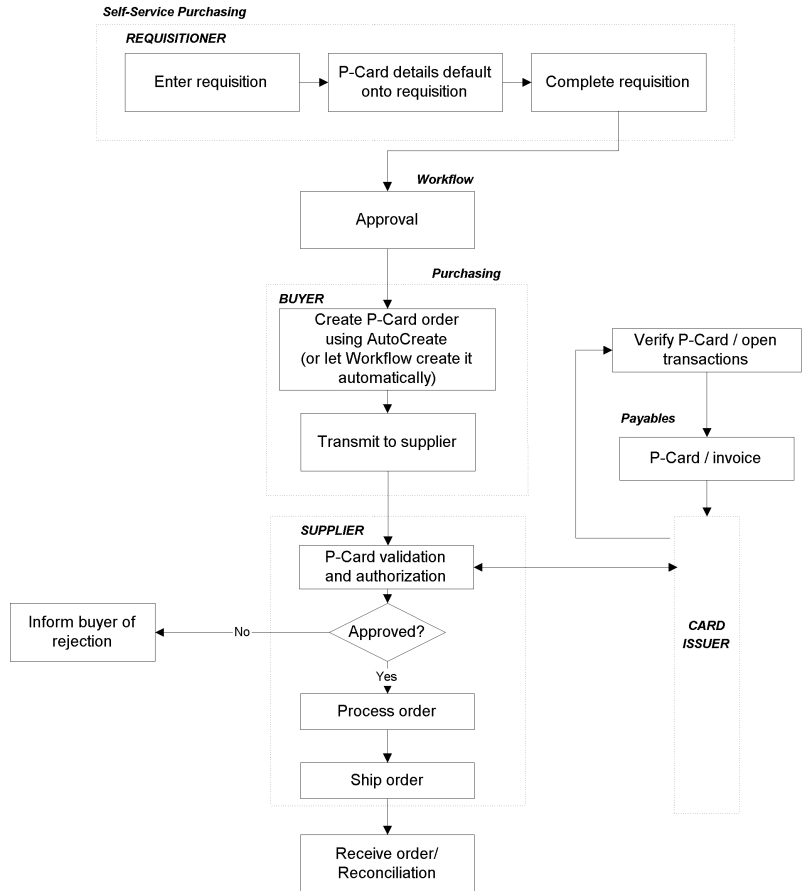 Self-Service Purchasing
REQUISITIONER
Enter requisition
P-Card details default
onto requisition
Complete requisition
Workflow
Approval
Purchasing
BUYER
Create P-Card order
using AutoCreate
(or let Workflow create it
automatically)
Transmit to supplier
Verify P-Card / open
transactions
Payables
P-Card / invoice
SUPPLIER
P-Card validation
and authorization
CARD
ISSUER
Approved?
No
Inform buyer of
rejection
Yes
Process order
Ship order
Receive order/
Reconciliation